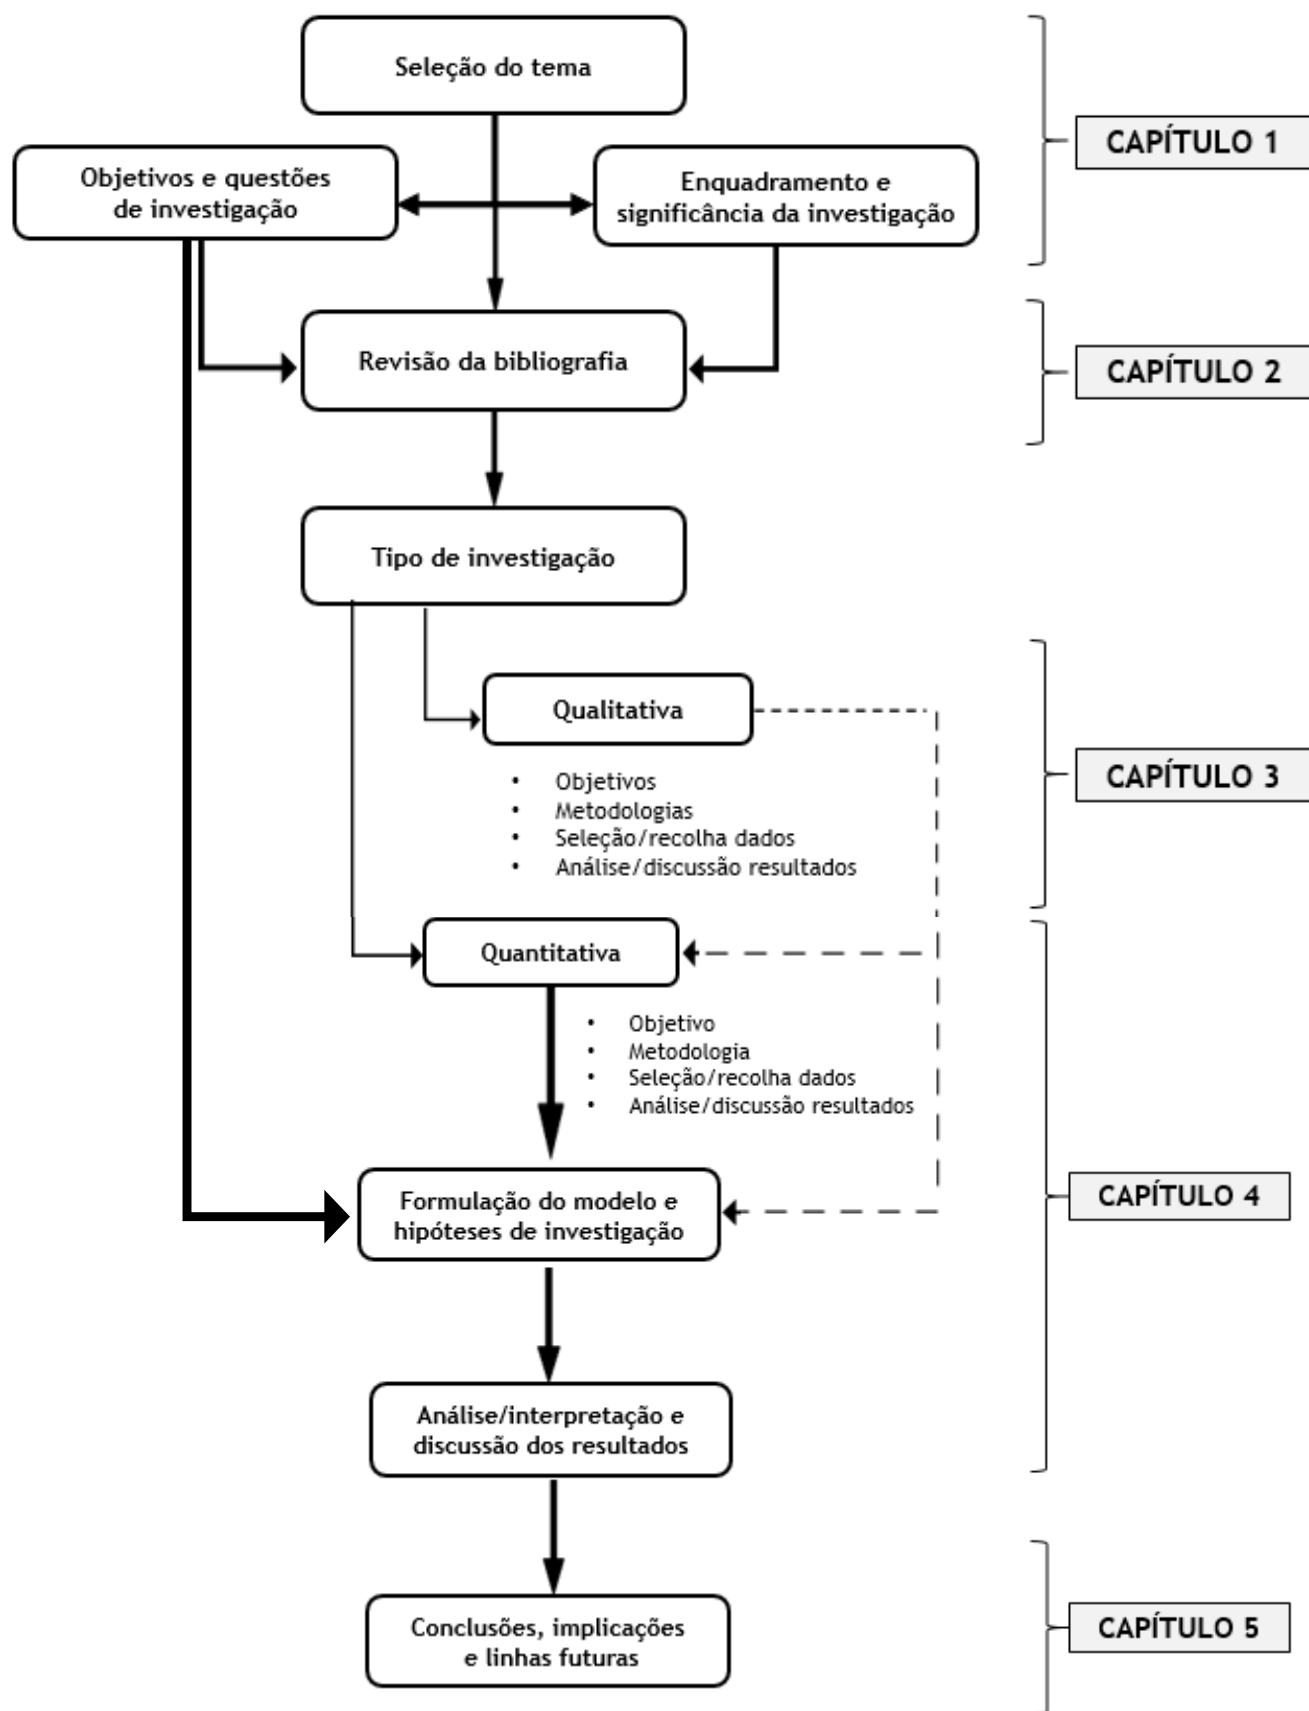 Seleção do tema
CAPÍTULO 1
Objetivos e questões
de investigação
Enquadramento e
significância da investigação
Revisão da bibliografia
CAPÍTULO 2
Tipo de investigação
Qualitativa
• Objetivos
• Metodologias
• Seleção/recolha dados
• Análise/discussão resultados
CAPÍTULO 3
Quantitativa
• Objetivo
• Metodologia
• Seleção/recolha dados
• Análise/discussão resultados
Formulação do modelo e
hipóteses de investigação
CAPÍTULO 4
Análise/interpretação e
discussão dos resultados
Conclusões, implicações
e linhas futuras
CAPÍTULO 5